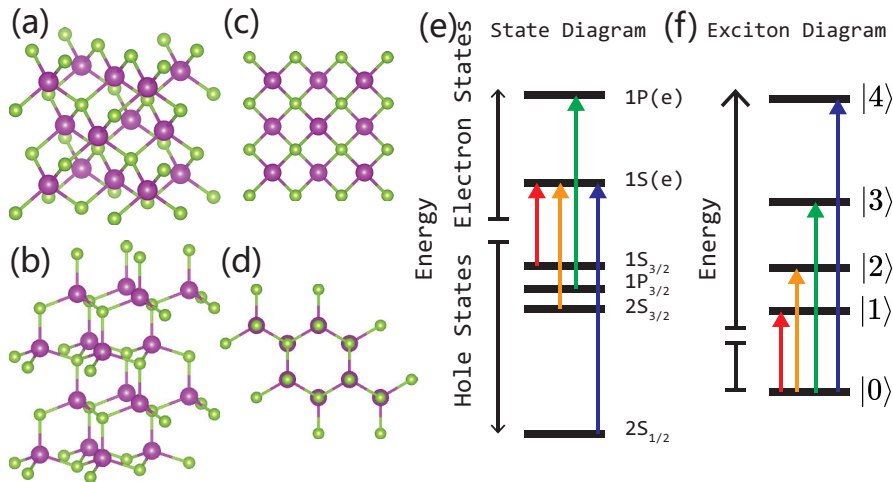 (a)
(c)
(e)
State Diagram
(f)
Exciton Diagram
(b)
(d)
Energy
Hole States
Electron States
1P(e)
1S(e)
1S3/2
1P3/2
2S3/2
2S1/2
Energy
|4⟩
|3⟩
|2⟩
|1⟩
|0⟩